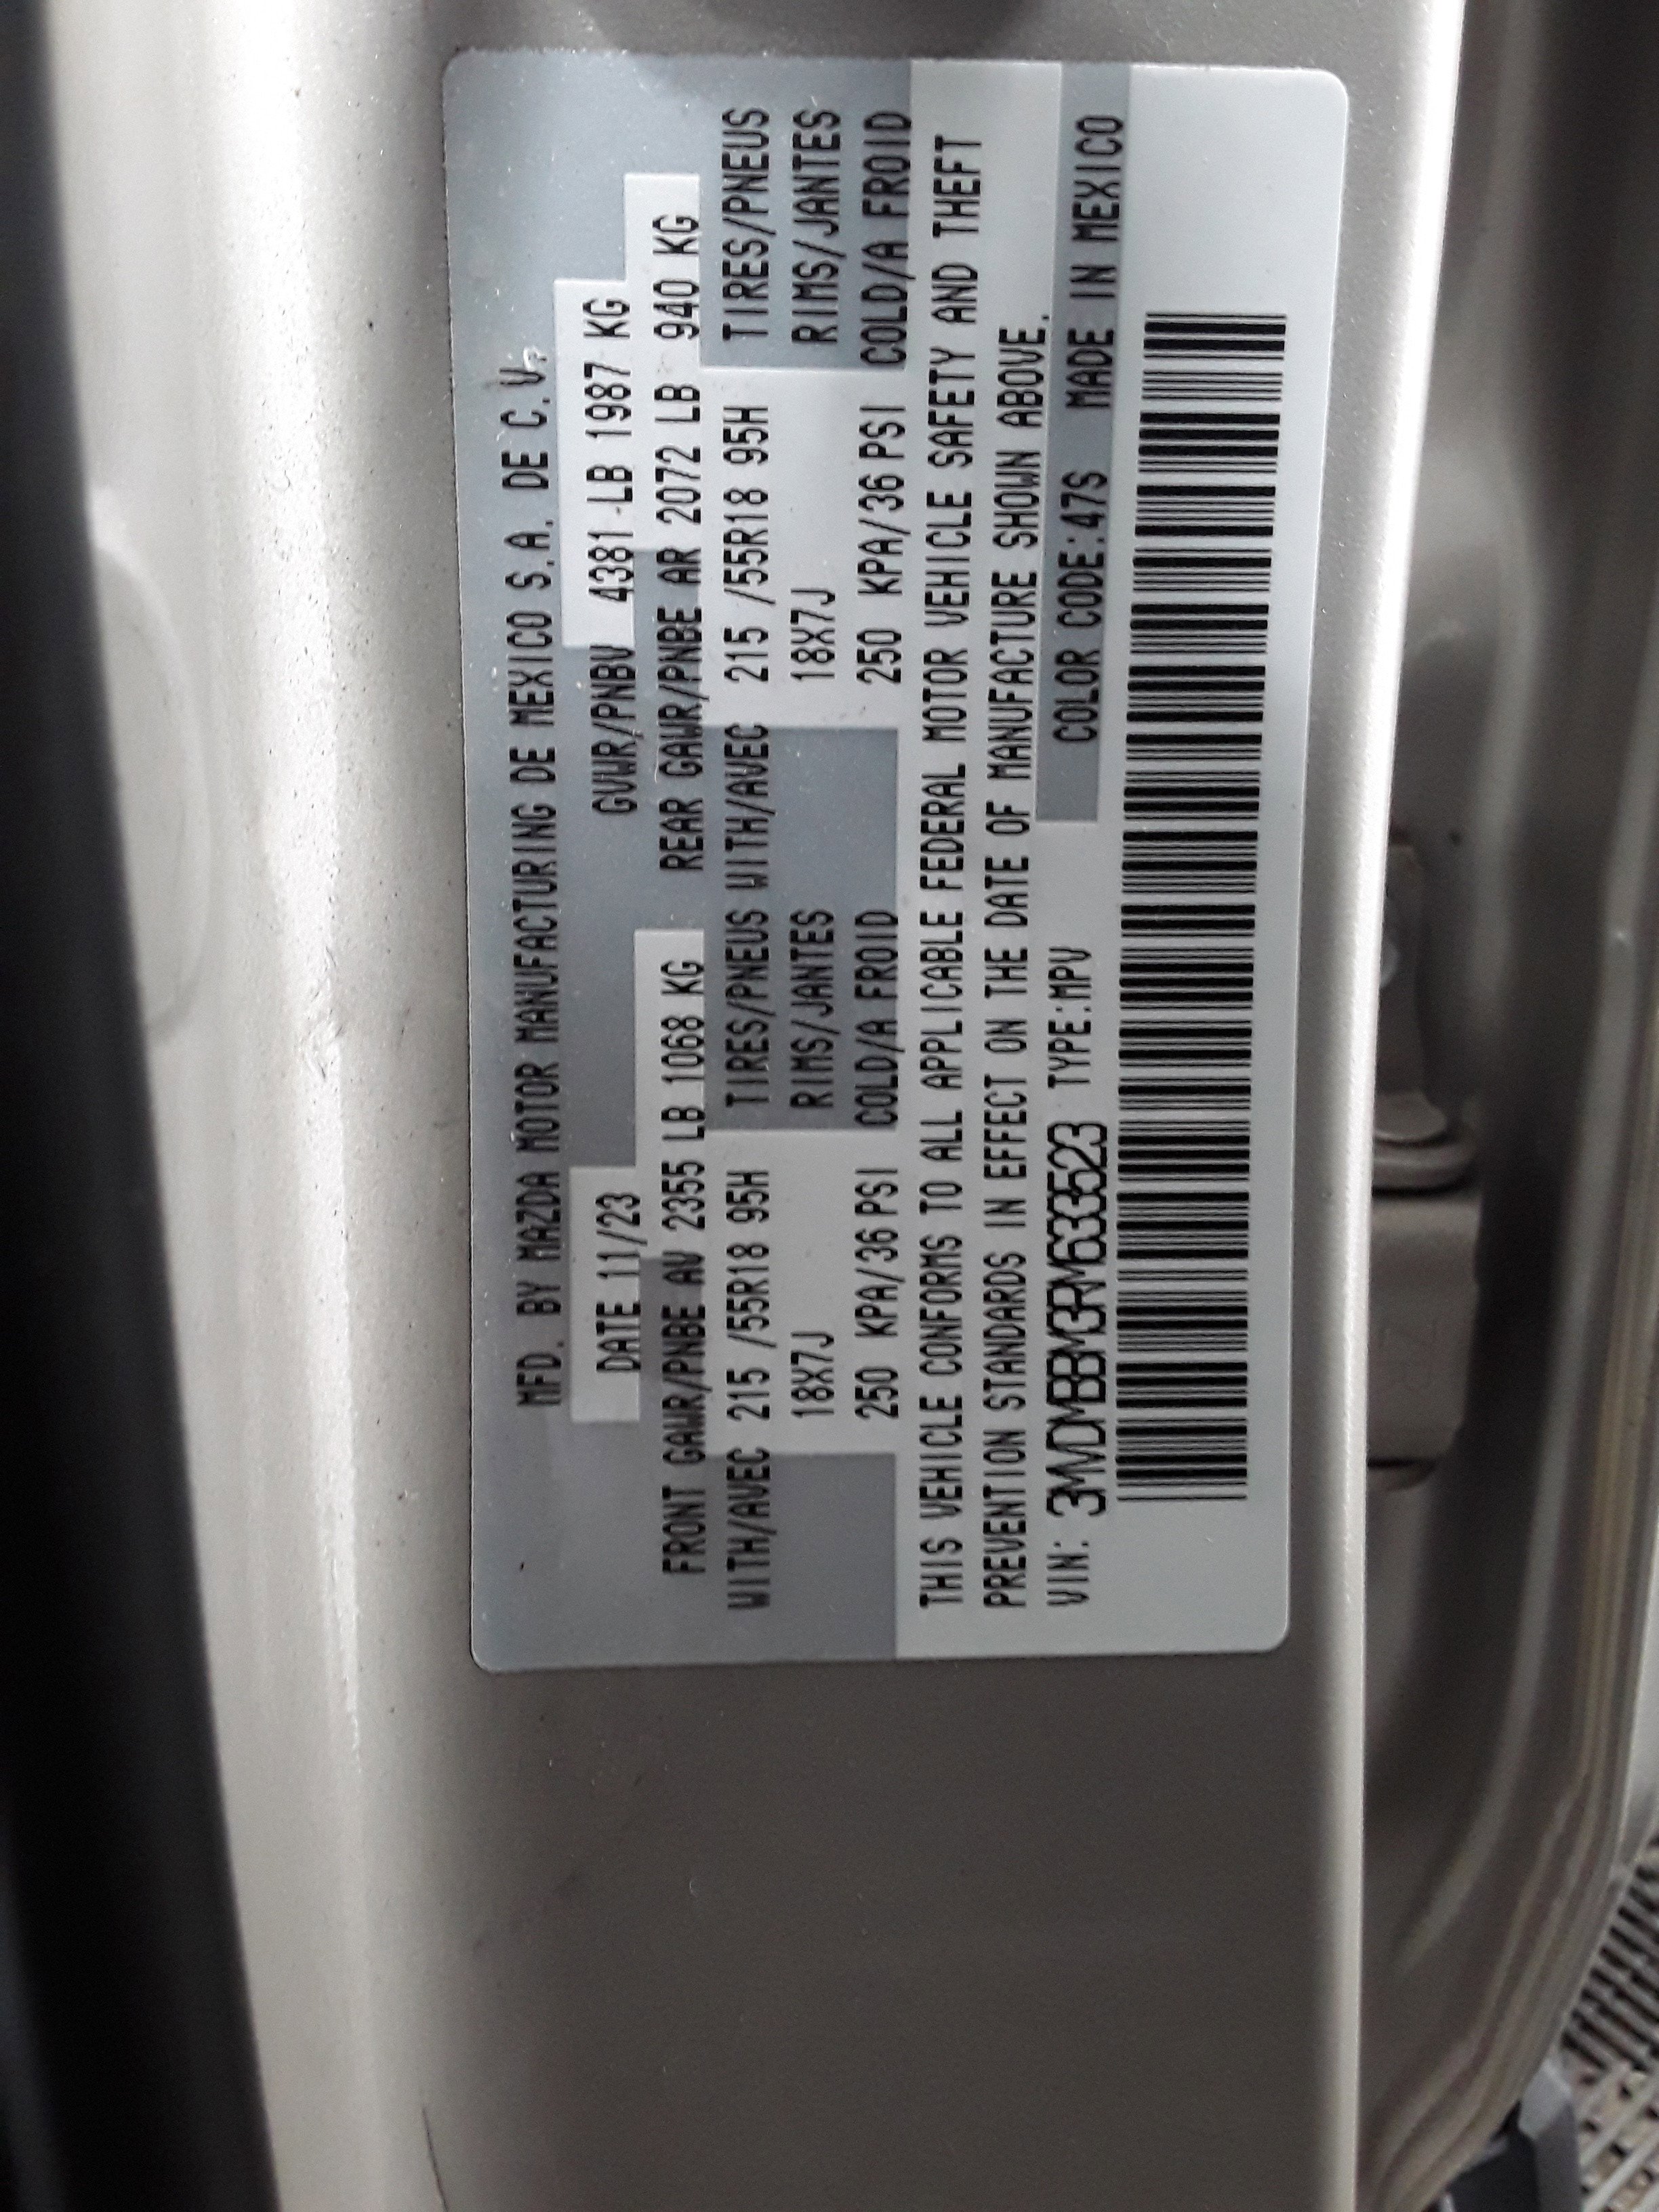 MFD. BY MAZDA MOTOR MANUFACTURING DE MEXICO S.A. DE C.V.
DATE 11/23 GVWR/PNBV 4381 LB 1987 KG
FRONT GAWR/PNBE AV 2355 LB 1068 KG REAR GAWR/PNBE AR 2072 LB 940 KG
WITH/AVEC 215 /55R18 95H TIRES/PNEUS WITH/AVEC 215 /55R18 95H TIRES/PNEUS
18X7J RIMS/JANTES 18X7J RIMS/JANTES
250 KPA/36 PSI COLD/A FROID 250 KPA/36 PSI COLD/A FROID
THIS VEHICLE CONFORMS TO ALL APPLICABLE FEDERAL MOTOR VEHICLE SAFETY AND THEFT
PREVENTION STANDARDS IN EFFECT ON THE DATE OF MANUFACTURE SHOWN ABOVE.
VIN: 3MVDMBBM3RM633523 TYPE:MPV COLOR CODE:47S MADE IN MEXICO